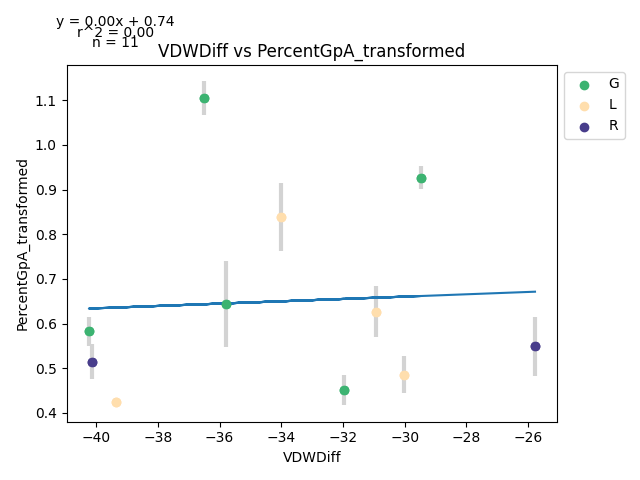 y = 0.00x + 0.74
r^2 = 0.00
n = 11
VDWDiff vs PercentGpA_transformed
G
L
R
PercentGpA_transformed
1.1
1.0
0.9
0.8
0.7
0.6
0.5
0.4
−40
−38
−36
−34
−32
−30
−28
−26
VDWDiff